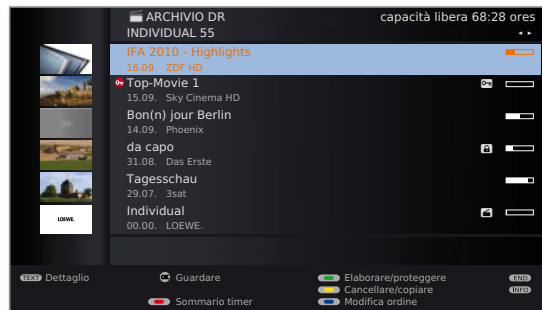 ARCHIVIO DR capacità libera 68:28 ores
INDIVIDUAL 55
IFA 2010 - Highlights
16.09. ZDF HD
Top-Movie 1
15.09. Sky Cinema HD
Bon(n) jour Berlin
14.09. Phoenix
da capo
31.08. Das Erste
Tagesschau
29.07. 3sat
Individual
00.00. LOEWE.
LOEWE.
TEXT Dettaglio OK Guardare Elaborare/proteggere END
Cancellare/copiare INFO
Sommario timer Modifica ordine